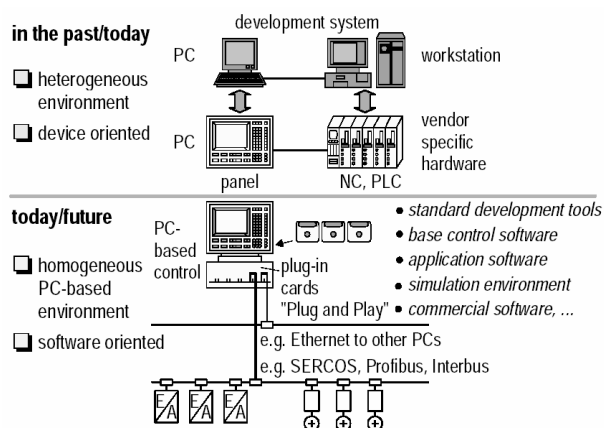 development system
in the past/today
PC
workstation
heterogeneous
environment
device oriented
PC
vendor
specific
hardware
panel
NC, PLC
today/future
PC-
based
control
homogeneous
PC-based
environment
software oriented
plug-in
cards
"Plug and Play"
• standard development tools
• base control software
• application software
• simulation environment
• commercial software, ...
e.g. Ethernet to other PCs
e.g. SERCOS, Profibus, Interbus
E/A E/A E/A